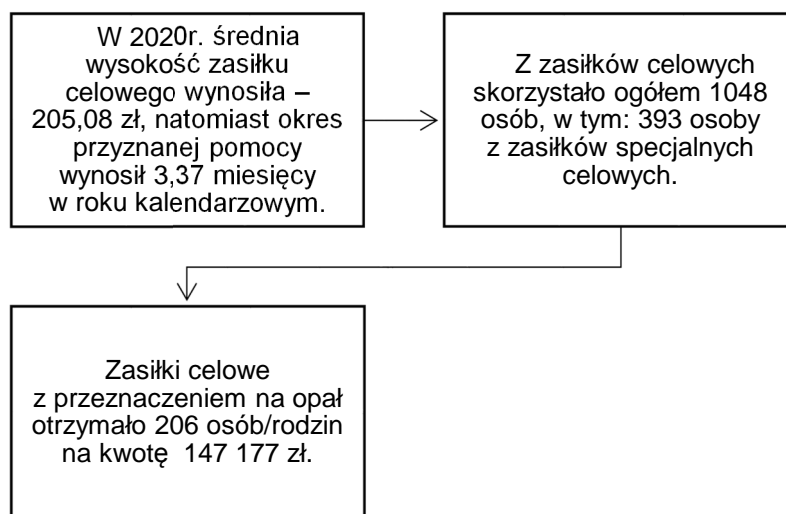 W 2020r. średnia
wysokość zasiłku
celowego wynosiła –
205,08 zł, natomiast okres
przyznanej pomocy
wynosił 3,37 miesięcy
w roku kalendarzowym.
Z zasiłków celowych
skorzystało ogółem 1048
osób, w tym: 393 osoby
z zasiłków specjalnych
celowych.
Zasiłki celowe
z przeznaczeniem na opał
otrzymało 206 osób/rodzin
na kwotę 147 177 zł.